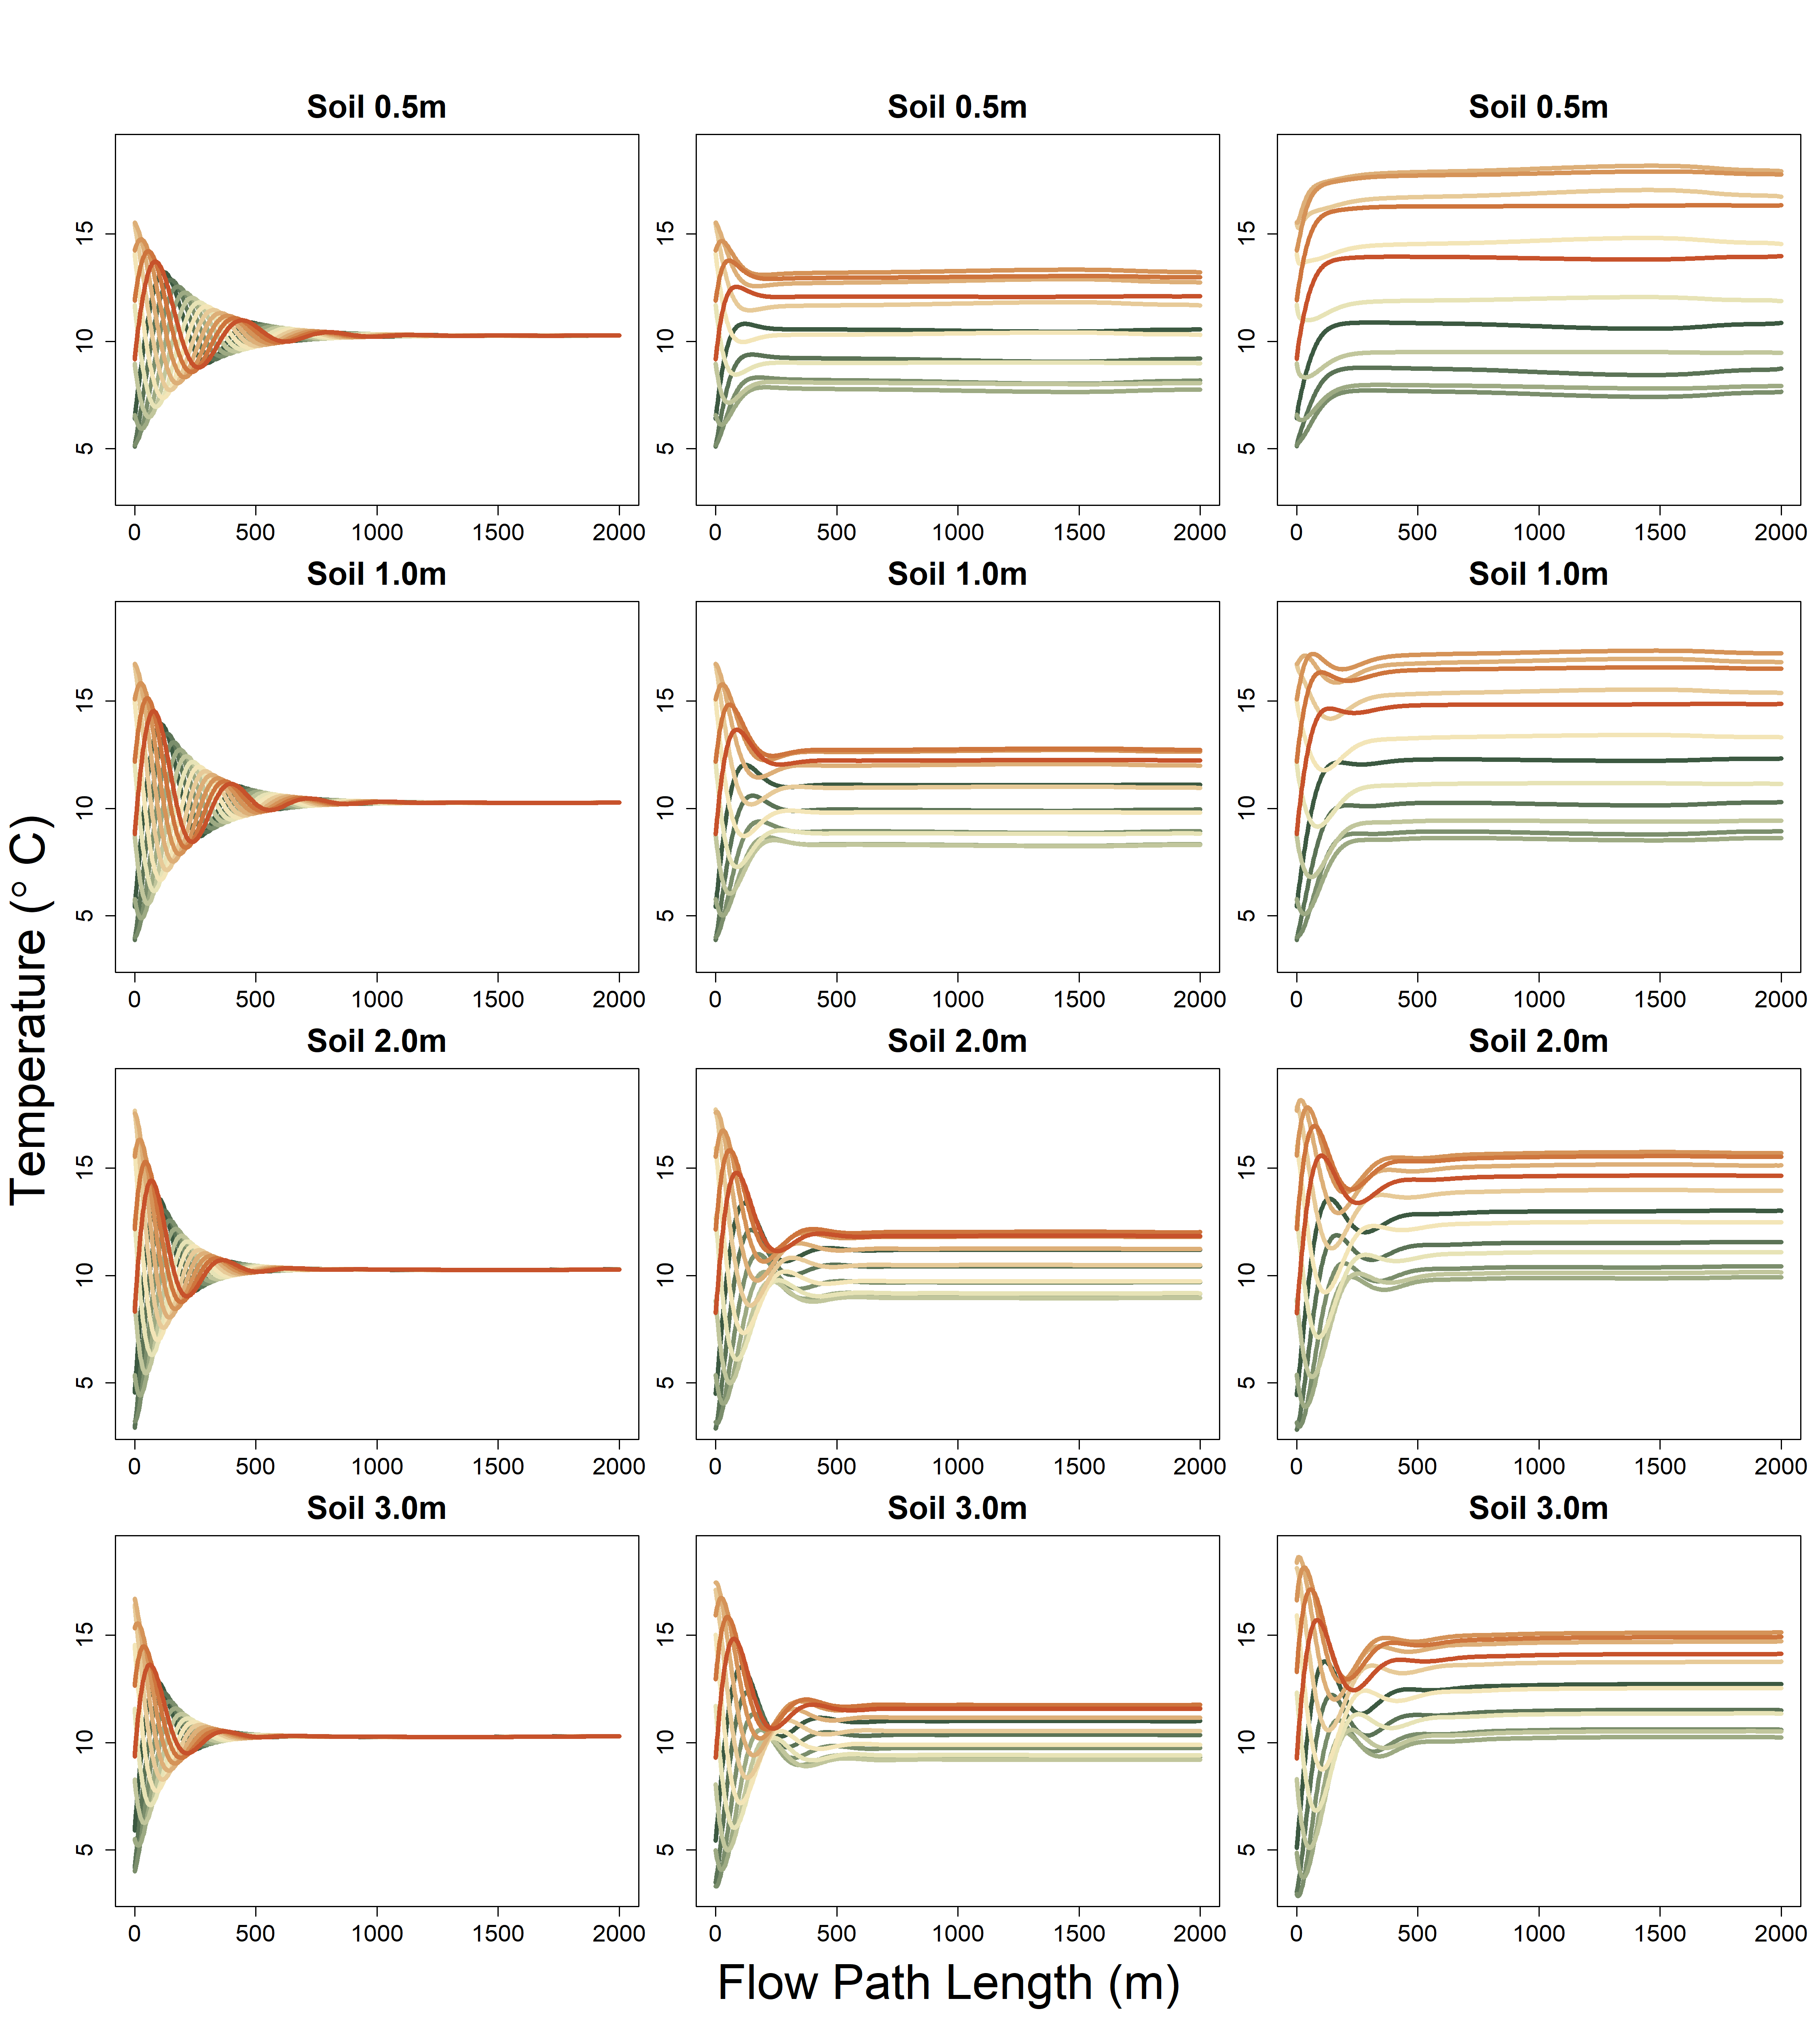 Soil 0.5m Soil 0.5m Soil 0.5m
15 15 15
10 10 10
5 5 5
0 500 1000 1500 2000 0 500 1000 1500 2000 0 500 1000 1500 2000
Soil 1.0m Soil 1.0m Soil 1.0m
15 15 15
10 10 10
5 5 5
0 500 1000 1500 2000 0 500 1000 1500 2000 0 500 1000 1500 2000
Temperature (° C)
Soil 2.0m Soil 2.0m Soil 2.0m
15 15 15
10 10 10
5 5 5
0 500 1000 1500 2000 0 500 1000 1500 2000 0 500 1000 1500 2000
Soil 3.0m Soil 3.0m Soil 3.0m
15 15 15
10 10 10
5 5 5
0 500 1000 1500 2000 0 500 1000 1500 2000 0 500 1000 1500 2000
Flow Path Length (m)